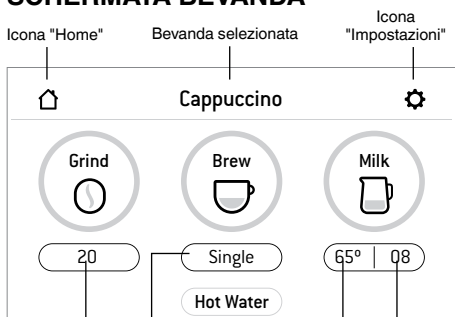 SCHERMATA BEVANDA
Icona "Home"
Bevanda selezionata
Icona
"Impostazioni"
Cappuccino
Grind
Brew
Milk
20
Single
65º | 08
Hot Water